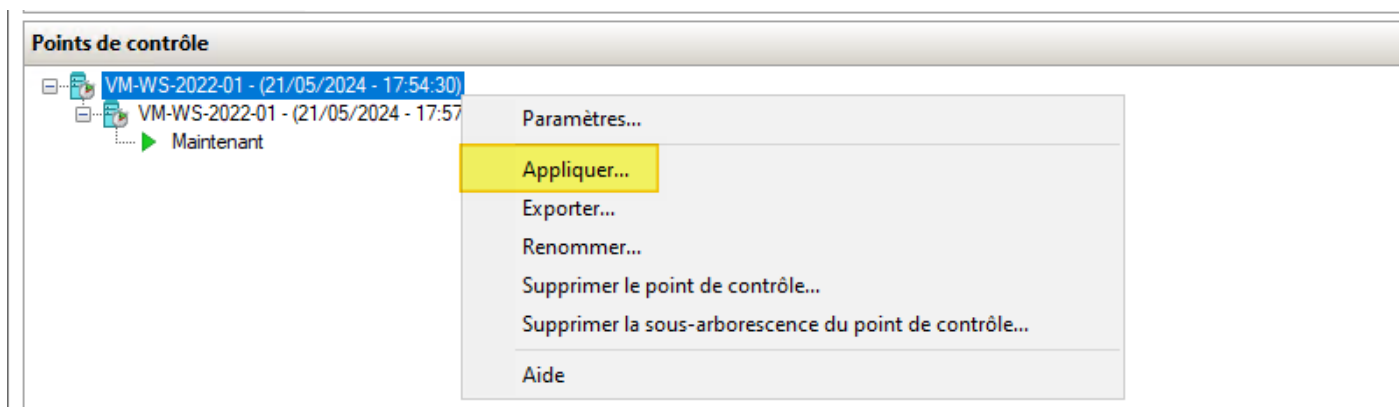 Points de contrôle
VM-WS-2022-01 - (21/05/2024 - 17:54:30)
VM-WS-2022-01 - (21/05/2024 - 17:57
Maintenant
Paramètres...
Appliquer...
Exporter...
Renommer...
Supprimer le point de contrôle...
Supprimer la sous-arborescence du point de contrôle...
Aide